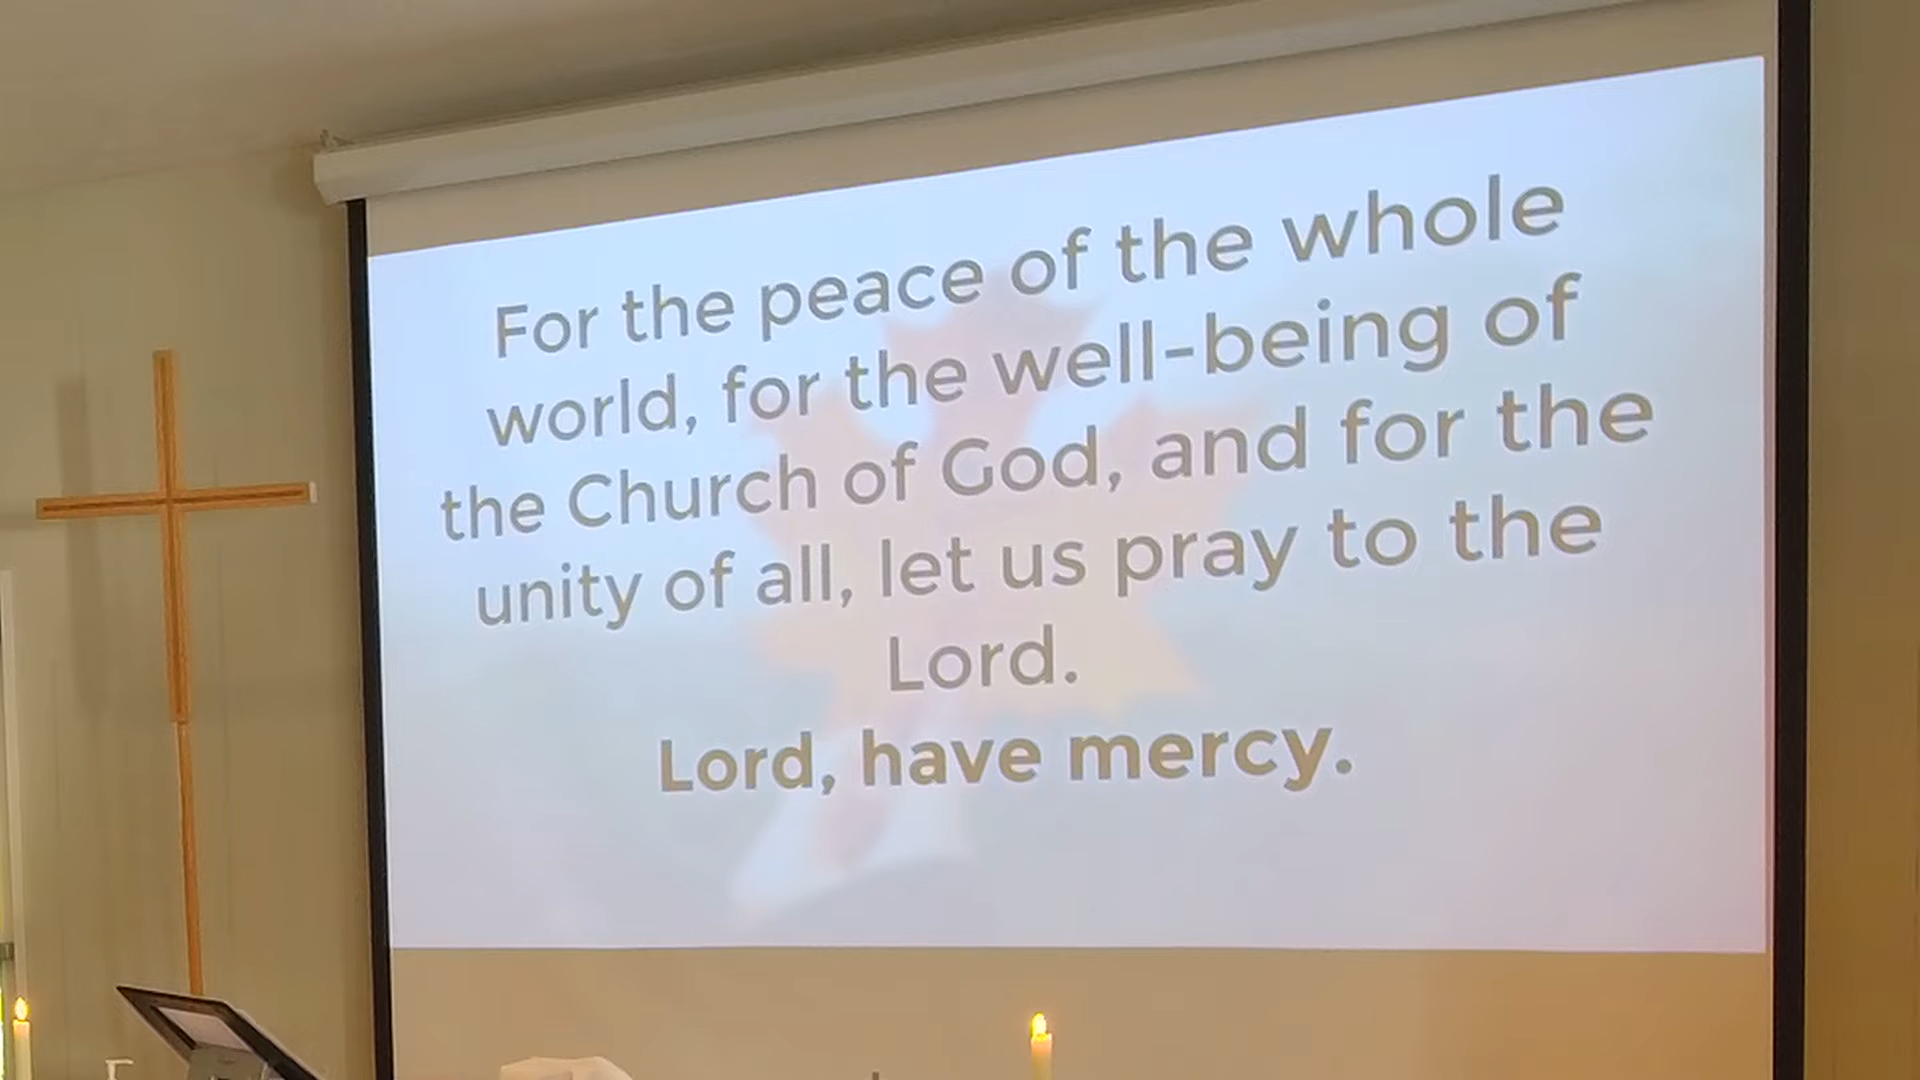 For the peace of the whole
world, for the well-being of
the Church of God, and for the
unity of all, let us pray to the
Lord.
Lord, have mercy.